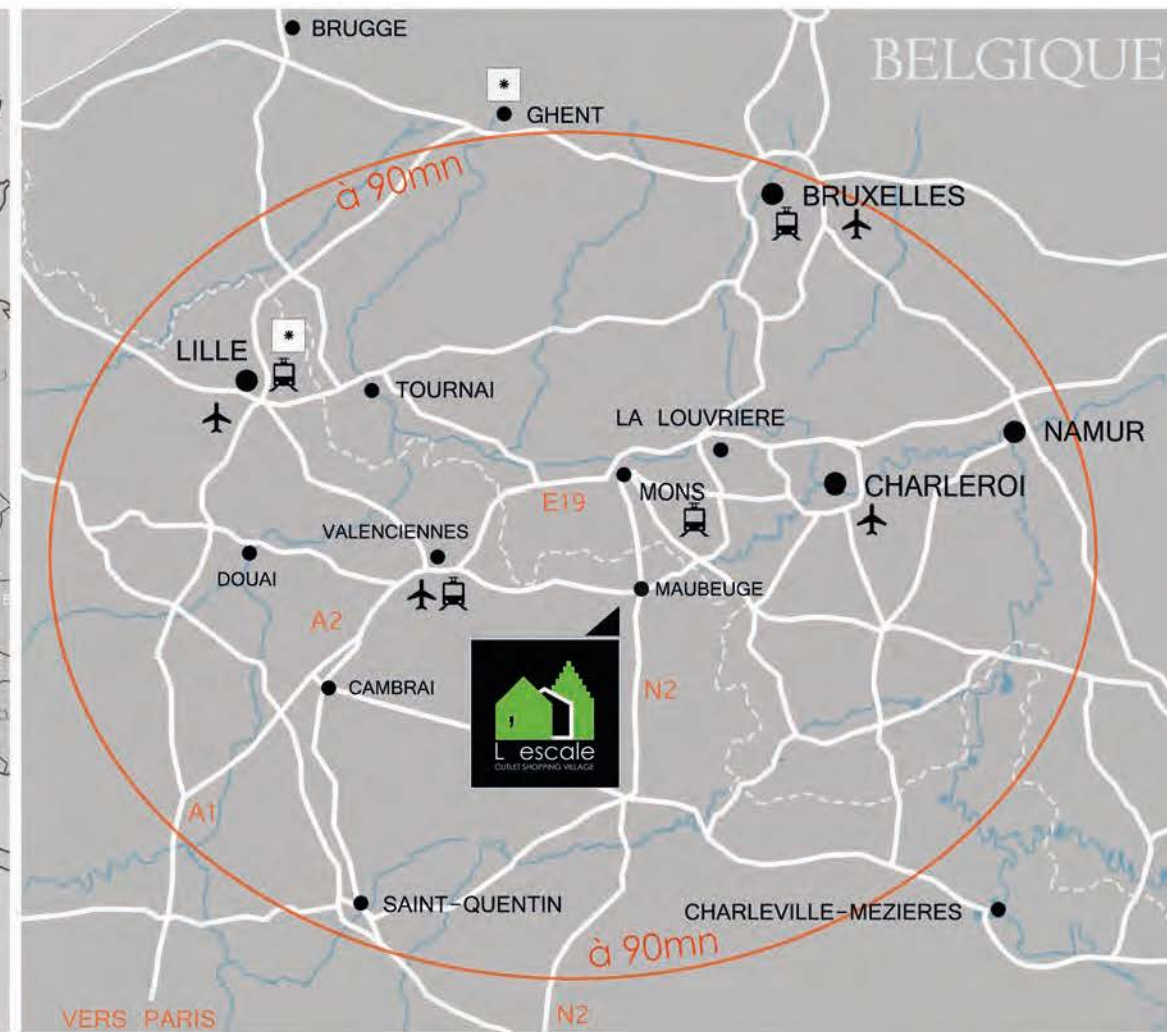 BRUGGE
BELGIQUE
*
GHENT
à 90mn
BRUXELLES
*
LILLE
TOURNAI
LA LOUVRIERE
NAMUR
MONS
CHARLEROI
E19
VALENCIENNES
DOUAI
MAUBEUGE
A2
CAMBRAI
N2
L'escale
OUTLET SHOPPING VILLAGE
A1
SAINT-QUENTIN
CHARLEVILLE-MEZIERES
à 90mn
VERS PARIS
N2